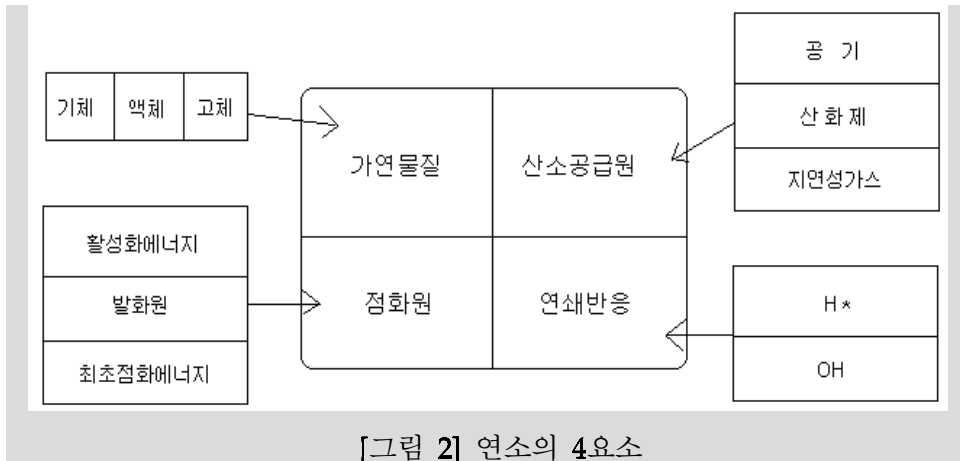 공 기
기체 액체 고체
산 화 제
가연물질 산소공급원
지연성가스
활성화에너지
발화원
점화원 연쇄반응
H*
최초점화에너지
OH
[그림 2] 연소의 4요소